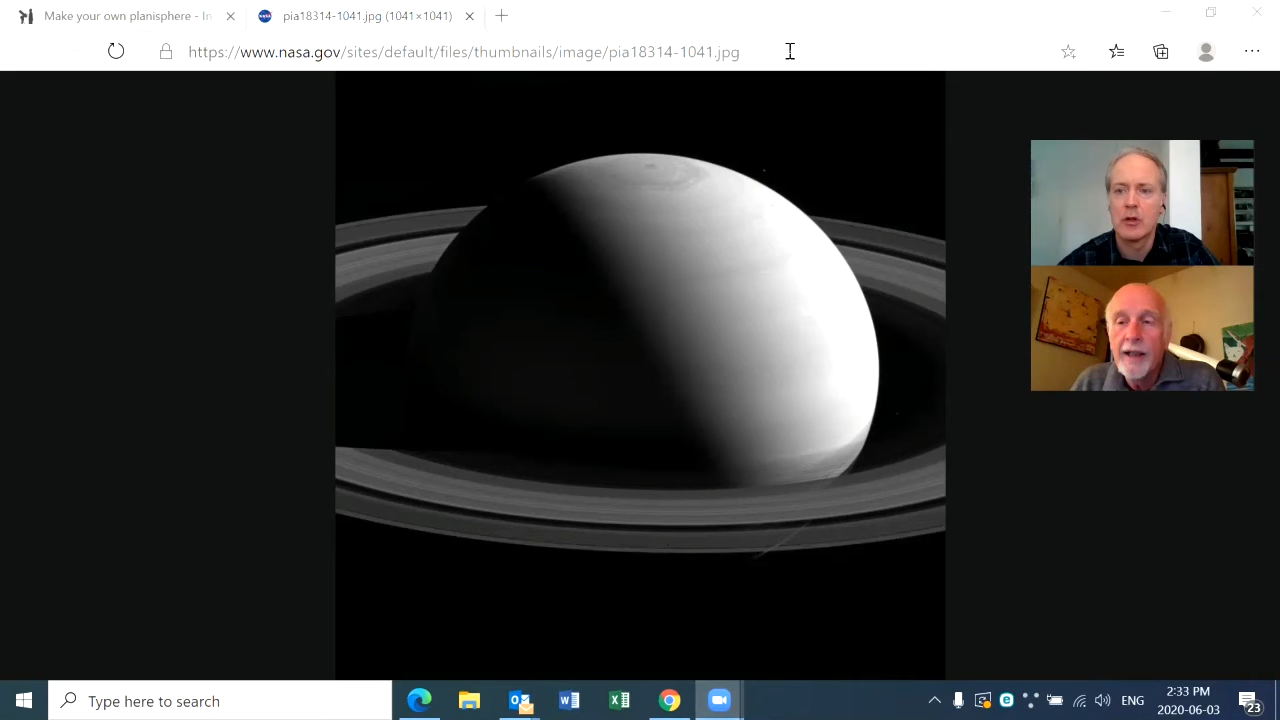 Make your own planisphere - In
pia18314-1041.jpg (1041×1041)
https://www.nasa.gov/sites/default/files/thumbnails/image/pia18314-1041.jpg
Type here to search
ENG
2:33 PM
2020-06-03
23